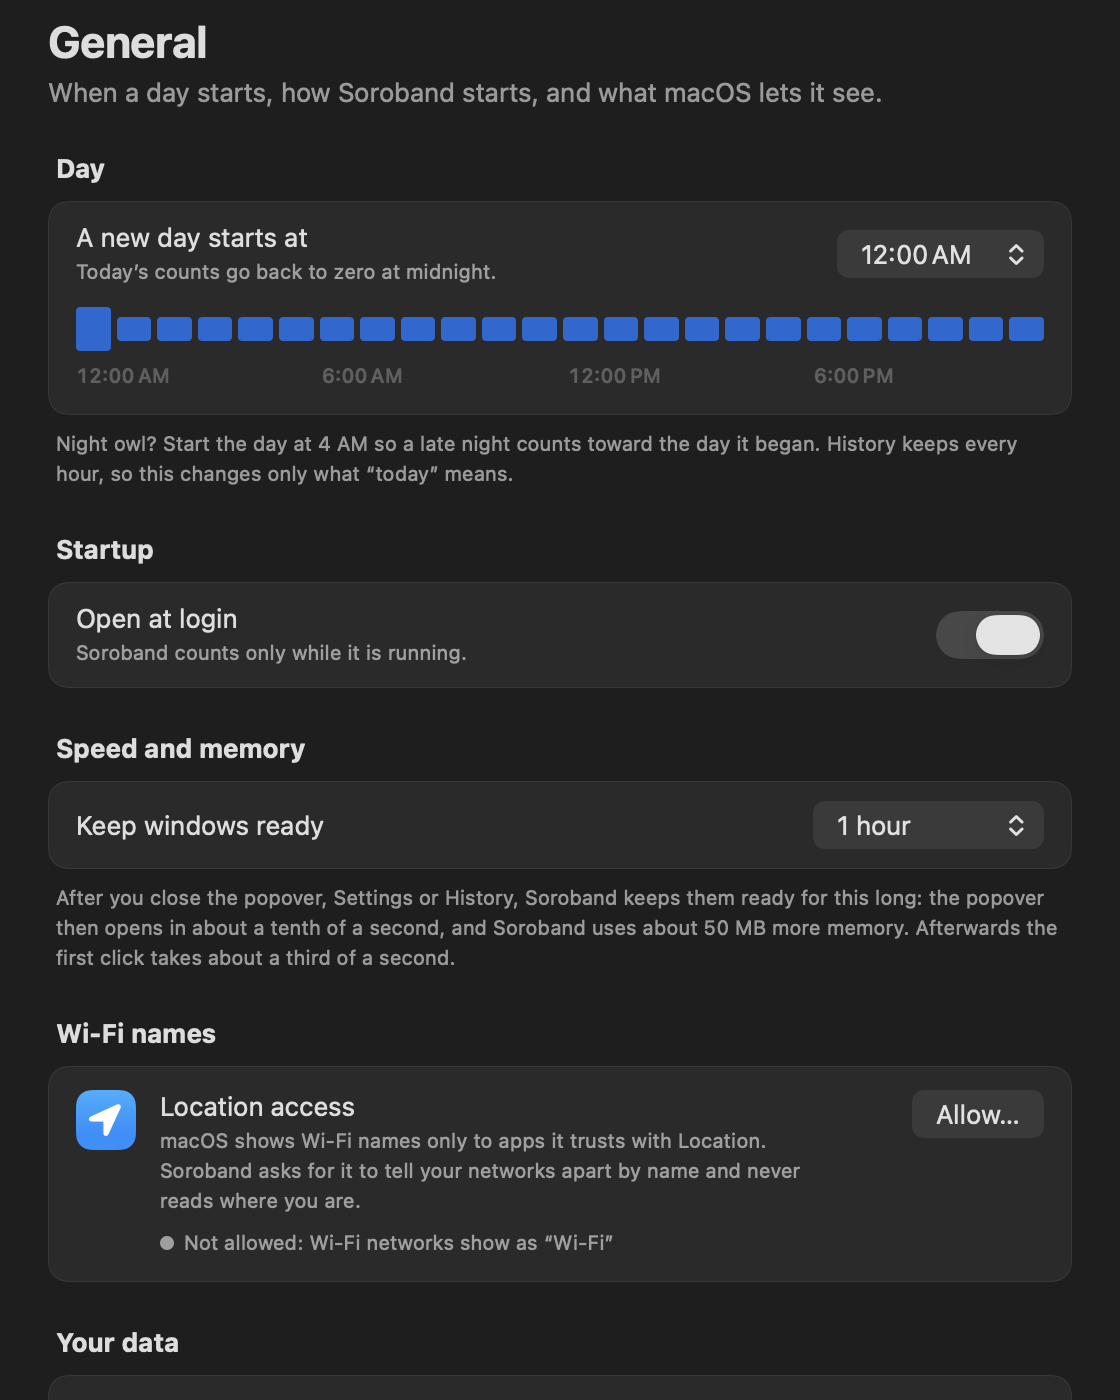 General
When a day starts, how Soroband starts, and what macOS lets it see.
Day
A new day starts at
12:00 AM
Today’s counts go back to zero at midnight.
12:00 AM 6:00 AM 12:00 PM 6:00 PM
Night owl? Start the day at 4 AM so a late night counts toward the day it began. History keeps every
hour, so this changes only what “today” means.
Startup
Open at login
Soroband counts only while it is running.
Speed and memory
Keep windows ready
1 hour
After you close the popover, Settings or History, Soroband keeps them ready for this long: the popover
then opens in about a tenth of a second, and Soroband uses about 50 MB more memory. Afterwards the
first click takes about a third of a second.
Wi-Fi names
Location access
Allow...
macOS shows Wi-Fi names only to apps it trusts with Location.
Soroband asks for it to tell your networks apart by name and never
reads where you are.
Not allowed: Wi-Fi networks show as “Wi-Fi”
Your data